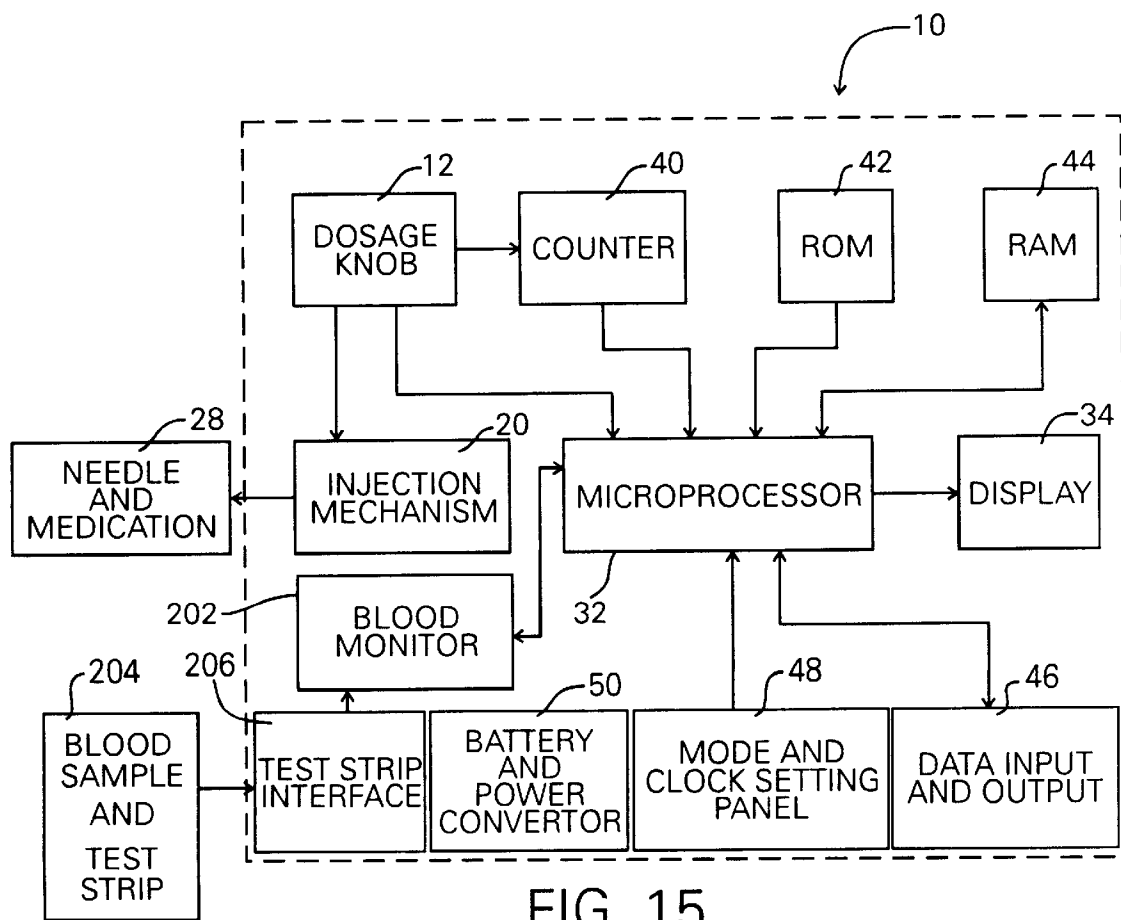 10
12
40
42
44
DOSAGE
KNOB
COUNTER
ROM
RAM
28
20
34
NEEDLE
AND
MEDICATION
INJECTION
MECHANISM
MICROPROCESSOR
DISPLAY
32
202
BLOOD
MONITOR
204
206
50
48
46
BLOOD
SAMPLE
AND
TEST
STRIP
TEST STRIP
INTERFACE
BATTERY
AND
POWER
CONVERTOR
MODE AND
CLOCK SETTING
PANEL
DATA INPUT
AND OUTPUT
FIG. 15